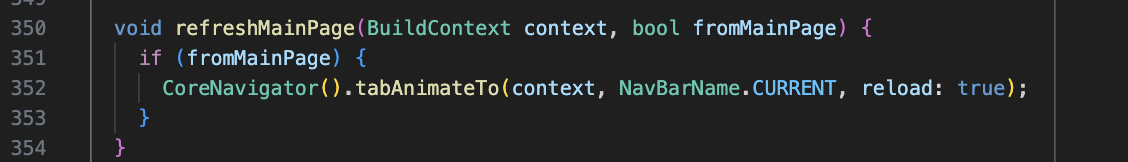 350 void refreshMainPage(BuildContext context, bool fromMainPage) {
351 if (fromMainPage) {
352 CoreNavigator().tabAnimateTo(context, NavBarName.CURRENT, reload: true);
353 }
354 }